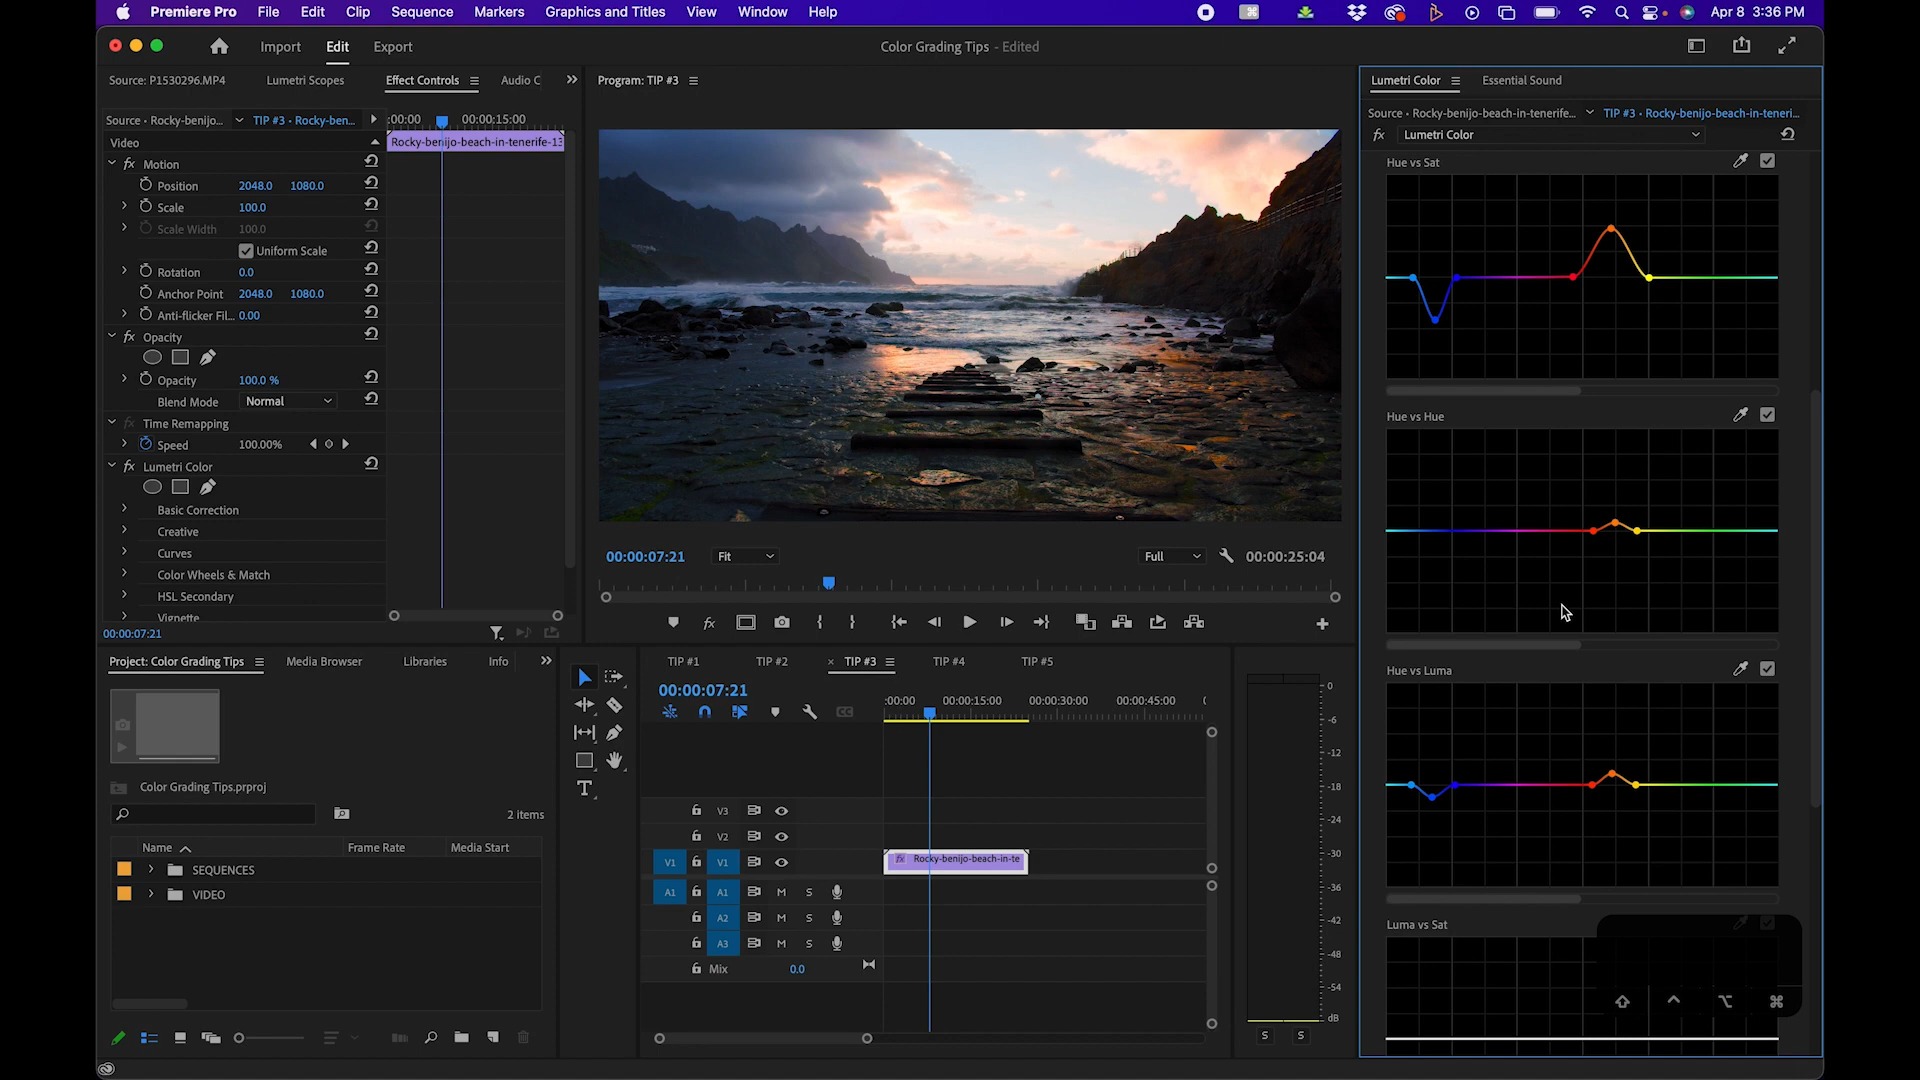 Premiere Pro File Edit Clip Sequence Markers Graphics and Titles View Window Help Apr 8 3:36 PM
Import Edit Export Color Grading Tips - Edited
Source: P1530296.MP4 Lumetri Scopes Effect Controls Audio C
Program: TIP #3
Lumetri Color Essential Sound
Source • Rocky-benijo... TIP #3 • Rocky-ben... :00:00 00:00:15:00
Source • Rocky-benijo-beach-in-tenerife... TIP #3 • Rocky-benijo-beach-in-teneri...
fx Lumetri Color
Video Rocky-benijo-beach-in-tenerife-13
fx Motion
Position 2048.0 1080.0
Scale 100.0
Scale Width 100.0
Uniform Scale
Rotation 0.0
Anchor Point 2048.0 1080.0
Anti-flicker Fil... 0.00
fx Opacity
Opacity 100.0 %
Blend Mode Normal
fx Time Remapping
Speed 100.00%
fx Lumetri Color
Basic Correction
Creative
Curves
Color Wheels & Match
HSL Secondary
Vignette
00:00:07:21
00:00:07:21 Fit Full 00:00:25:04
fx
Hue vs Sat
Hue vs Hue
Hue vs Luma
Luma vs Sat
Project: Color Grading Tips Media Browser Libraries Info
Color Grading Tips.prproj
2 items
Name Frame Rate Media Start
SEQUENCES
VIDEO
T
TIP #1 TIP #2 × TIP #3 TIP #4 TIP #5
00:00:07:21
:00:00 00:00:15:00 00:00:30:00 00:00:45:00
CC
V3
V2
V1 V1 fx Rocky-benijo-beach-in-te
A1 A1 M S
A2 M S
A3 M S
Mix 0.0
0
-6
-12
-18
-24
-30
-36
-42
-48
-54
dB
S S